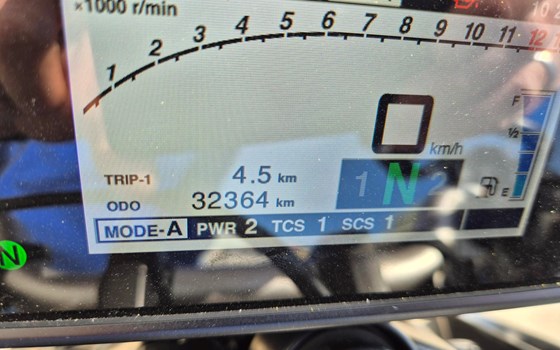 ×1000 r/min
1 2 3 4 5 6 7 8 9 10 11 12
0 km/h
F
1/2
E
TRIP-1 4.5 km
1 N 2
ODO 32364 km
MODE-A PWR 2 TCS 1 SCS 1
N